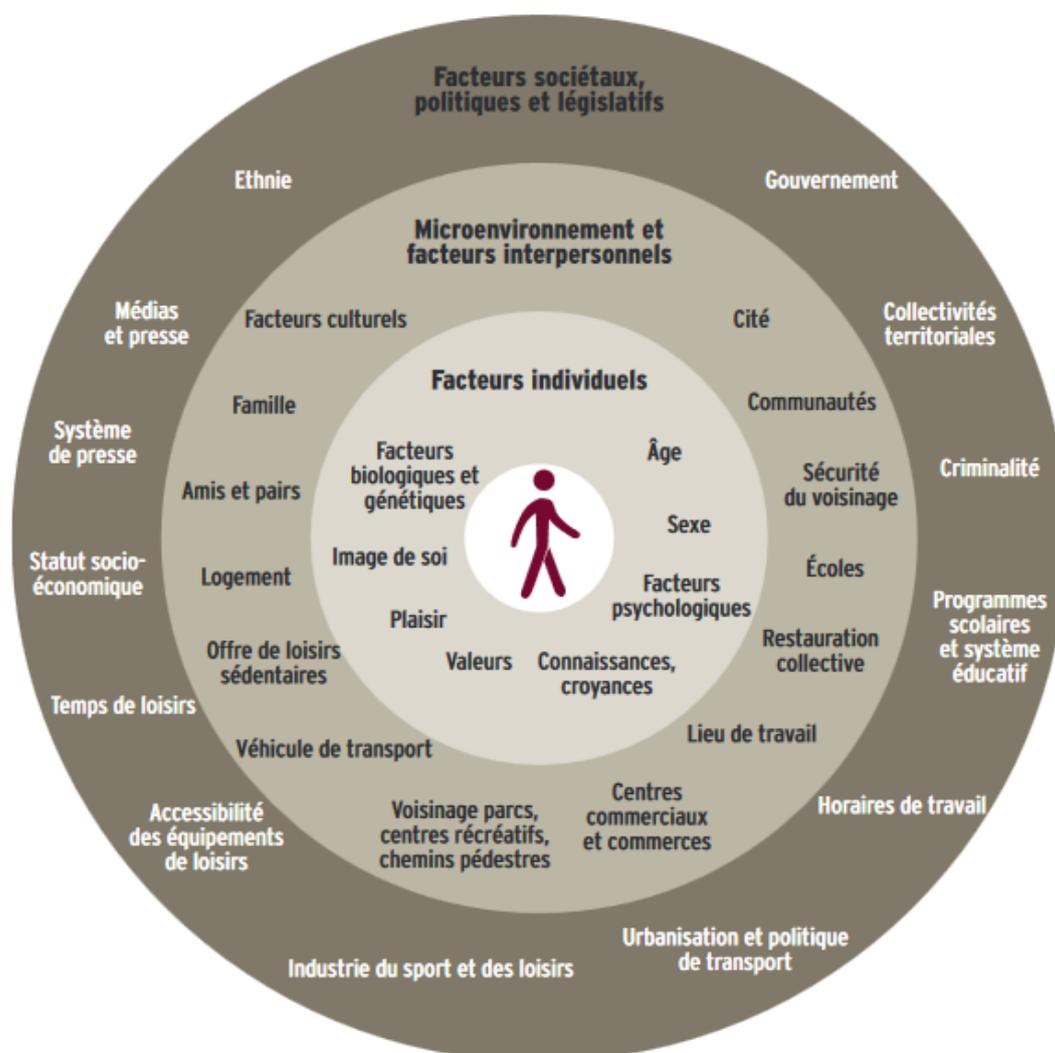 Facteurs sociétaux,
politiques et législatifs
Ethnie
Gouvernement
Médias
et presse
Collectivités
territoriales
Système
de presse
Criminalité
Statut socio-
économique
Programmes
scolaires
et système
éducatif
Temps de loisirs
Horaires de travail
Accessibilité
des équipements
de loisirs
Urbanisation et politique
de transport
Industrie du sport et des loisirs
Microenvironnement et
facteurs interpersonnels
Facteurs culturels
Cité
Famille
Communautés
Amis et pairs
Sécurité
du voisinage
Logement
Écoles
Offre de loisirs
sédentaires
Restauration
collective
Véhicule de transport
Lieu de travail
Voisinage parcs,
centres récréatifs,
chemins pédestres
Centres
commerciaux
et commerces
Facteurs individuels
Facteurs
biologiques et
génétiques
Âge
Sexe
Image de soi
Facteurs
psychologiques
Plaisir
Valeurs
Connaissances,
croyances